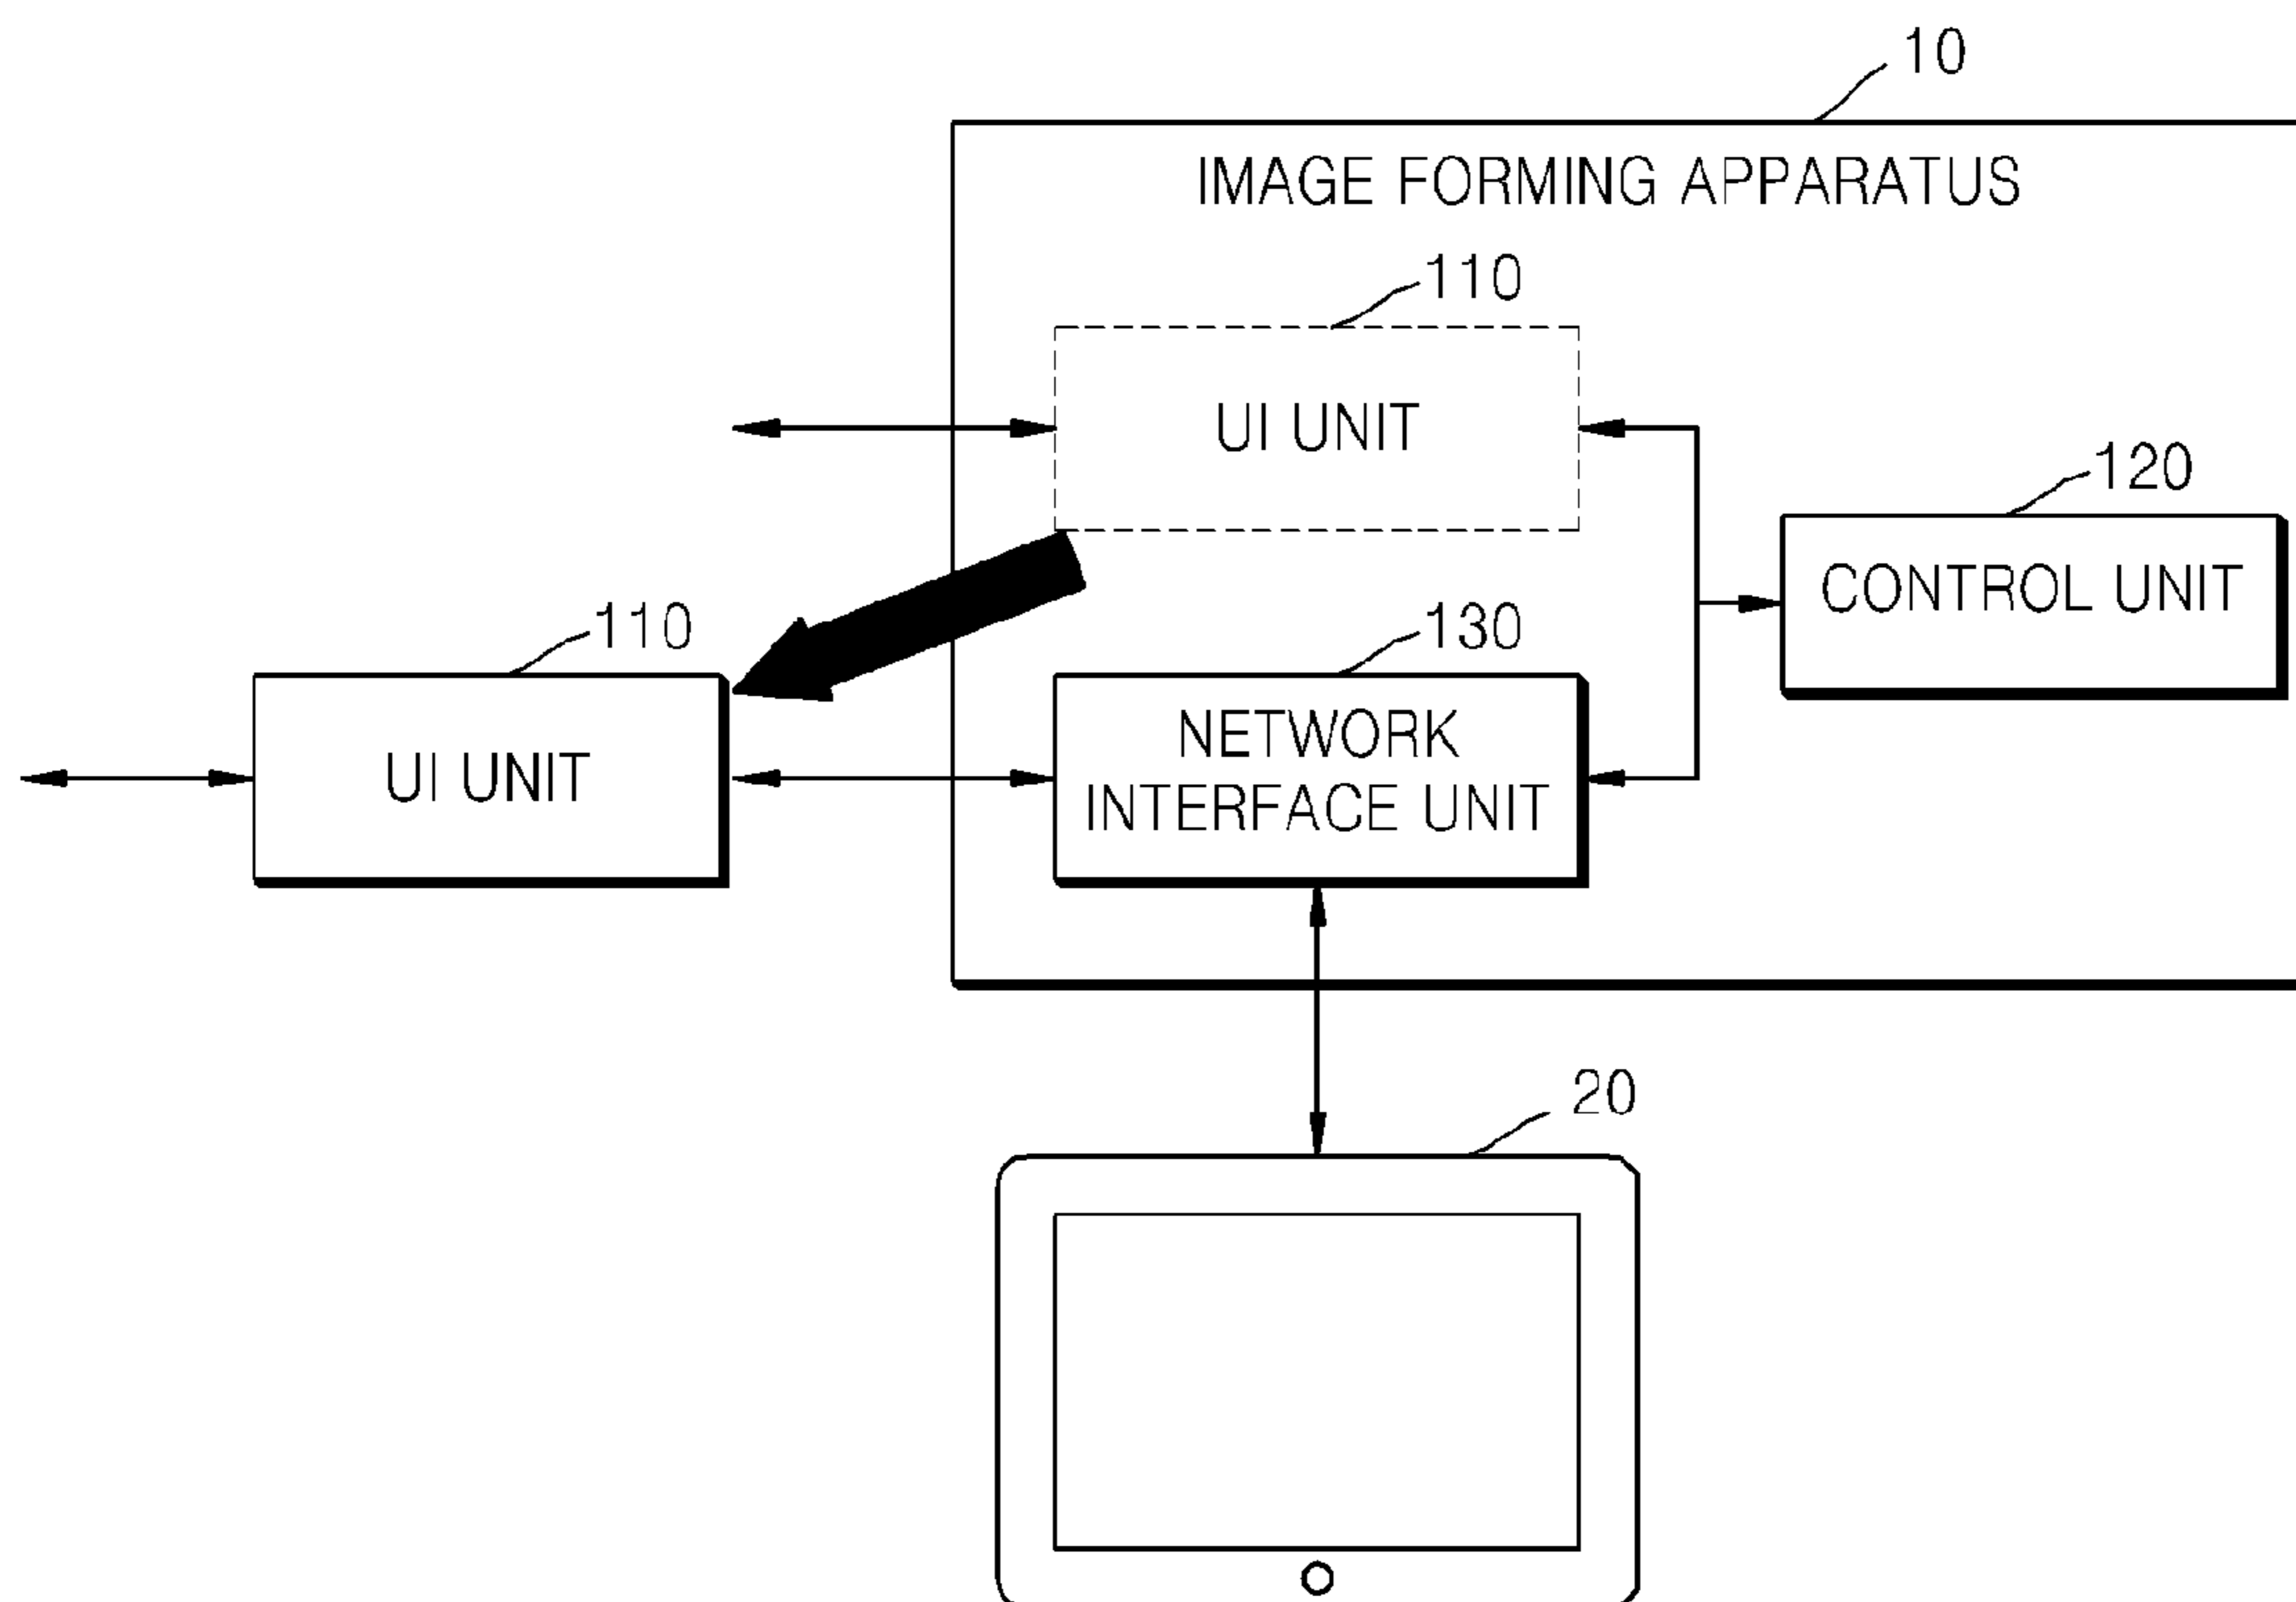 10
IMAGE FORMING APPARATUS
110
UI UNIT
120
CONTROL UNIT
110
UI UNIT
130
NETWORK
INTERFACE UNIT
20